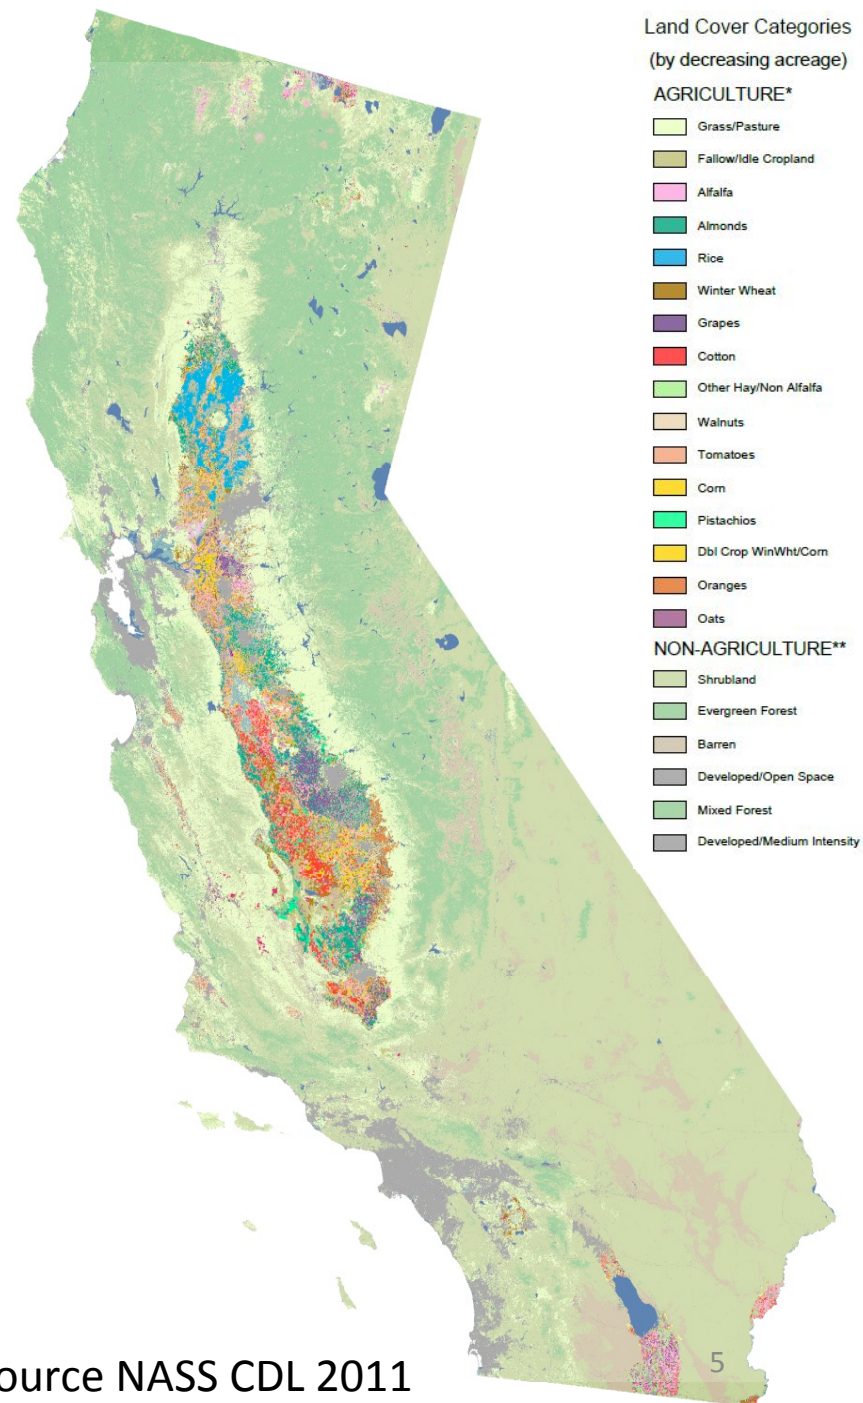 Land Cover Categories
(by decreasing acreage)
AGRICULTURE*
Grass/Pasture
Fallow/Idle Cropland
Alfalfa
Almonds
Rice
Winter Wheat
Grapes
Cotton
Other Hay/Non Alfalfa
Walnuts
Tomatoes
Corn
Pistachios
Dbl Crop WinWht/Corn
Oranges
Oats
NON-AGRICULTURE**
Shrubland
Evergreen Forest
Barren
Developed/Open Space
Mixed Forest
Developed/Medium Intensity
5
ource NASS CDL 2011